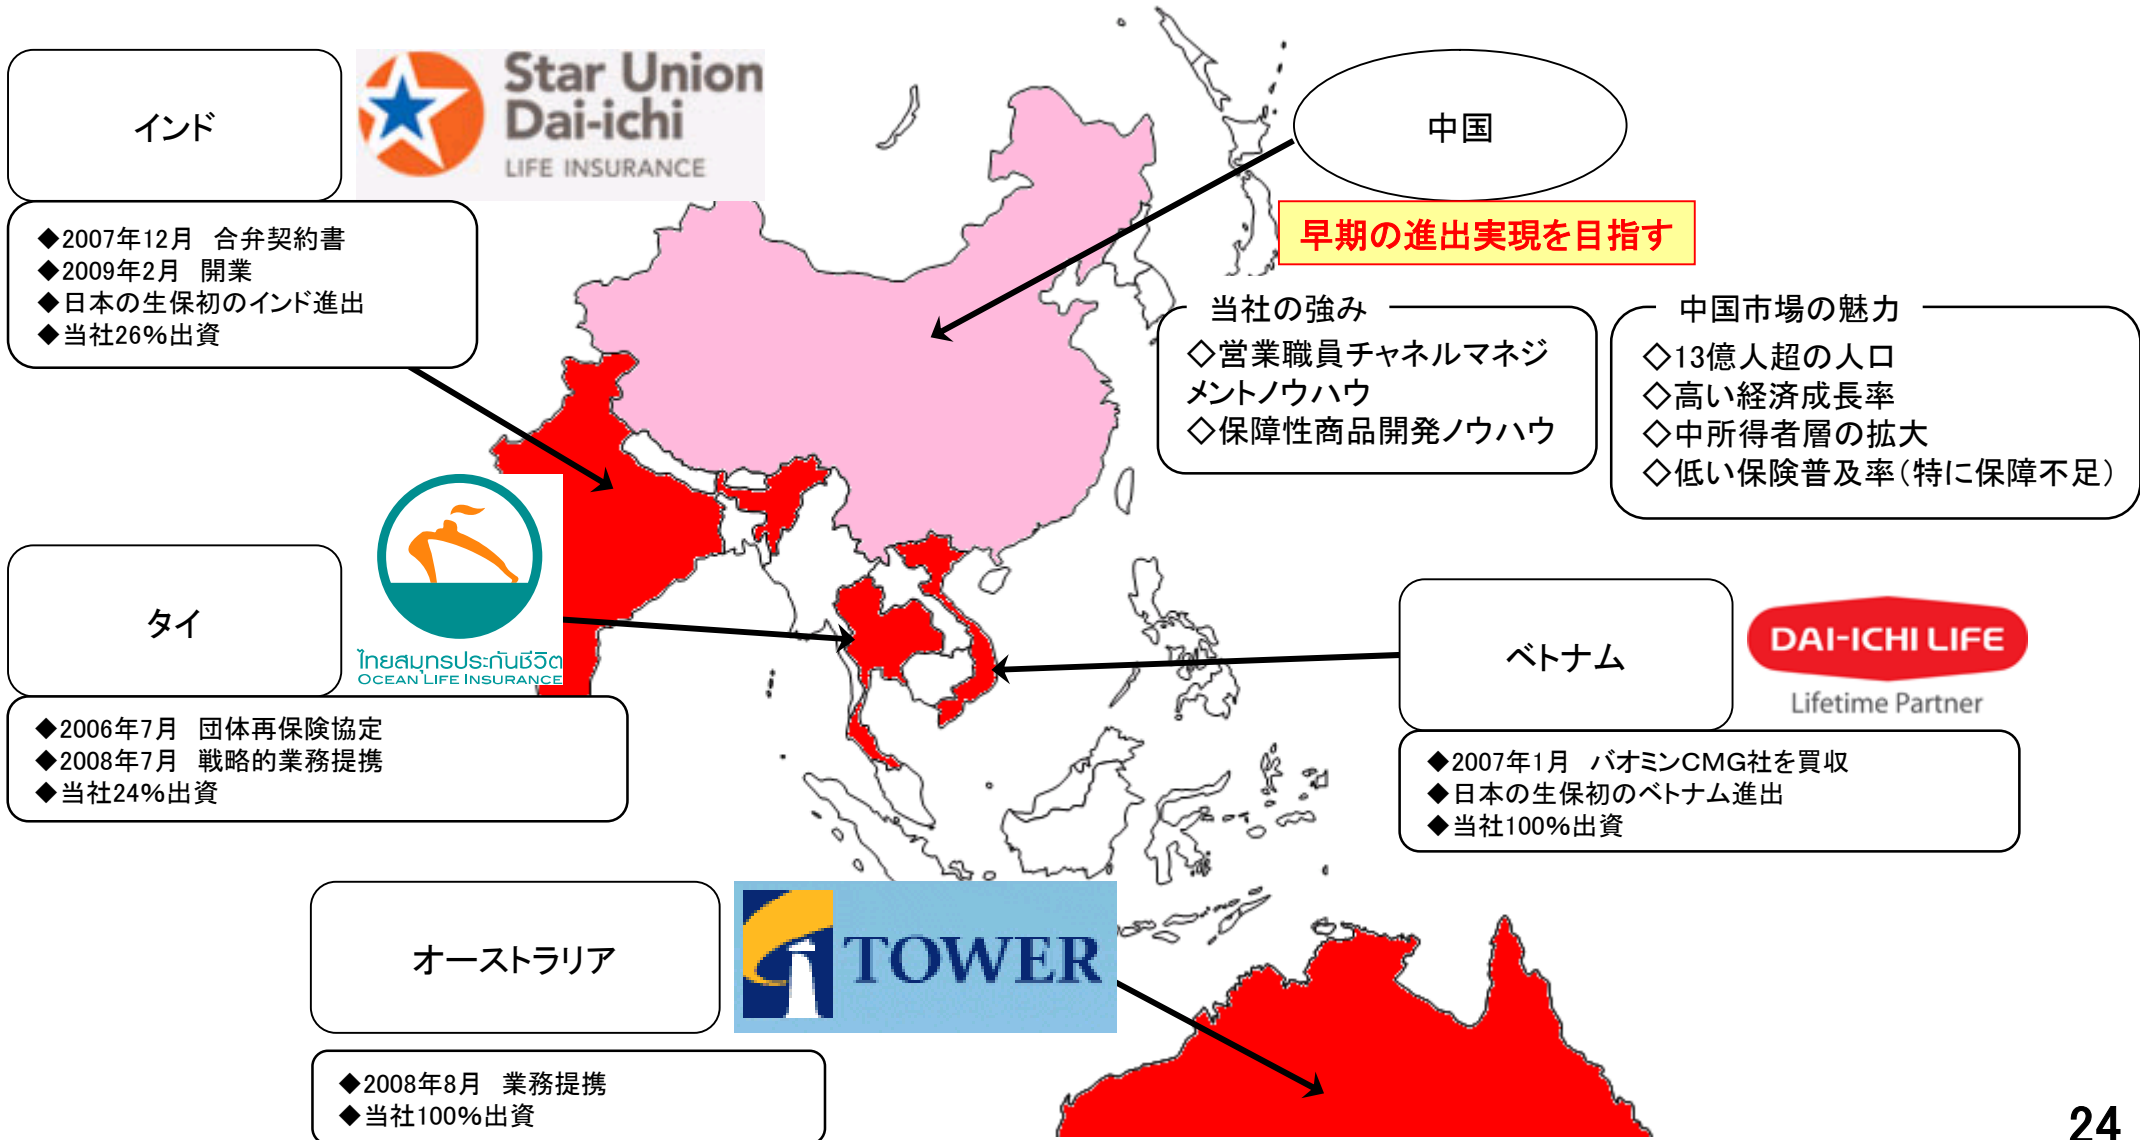 インド
Star Union
Dai-ichi
LIFE INSURANCE
◆2007年12月 合弁契約書
◆2009年2月 開業
◆日本の生保初のインド進出
◆当社26%出資
中国
早期の進出実現を目指す
当社の強み
◇営業職員チャネルマネジ
メントノウハウ
◇保障性商品開発ノウハウ
中国市場の魅力
◇13億人超の人口
◇高い経済成長率
◇中所得者層の拡大
◇低い保険普及率(特に保障不足)
タイ
ไทยสมุทรประกันชีวิต
OCEAN LIFE INSURANCE
◆2006年7月 団体再保険協定
◆2008年7月 戦略的業務提携
◆当社24%出資
ベトナム
DAI-ICHI LIFE
Lifetime Partner
◆2007年1月 バオミンCMG社を買収
◆日本の生保初のベトナム進出
◆当社100%出資
オーストラリア
TOWER
◆2008年8月 業務提携
◆当社100%出資
24